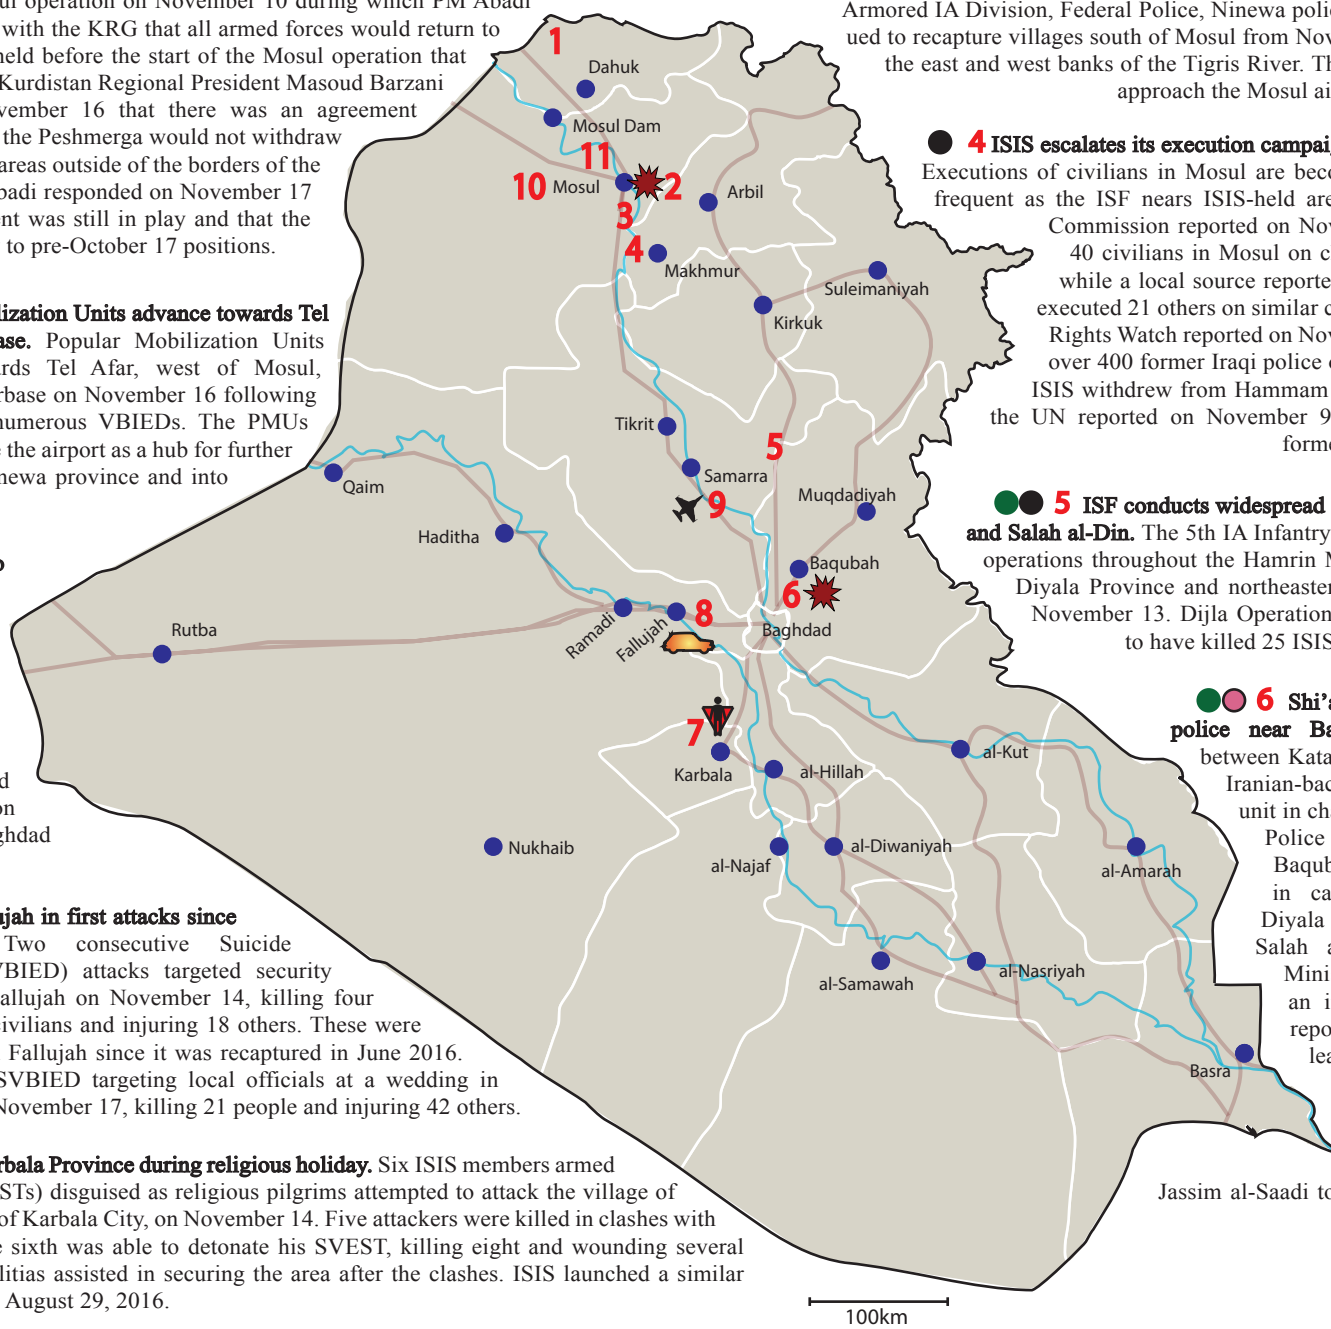 ul operation on November 10 during which PM Abadi
with the KRG that all armed forces would return to
held before the start of the Mosul operation that
Kurdistan Regional President Masoud Barzani
vember 16 that there was an agreement
the Peshmerga would not withdraw
areas outside of the borders of the
badi responded on November 17
ent was still in play and that the
to pre-October 17 positions.
lization Units advance towards Tel
ase. Popular Mobilization Units
ards Tel Afar, west of Mosul,
rbase on November 16 following
numerous VBIEDs. The PMUs
e the airport as a hub for further
newa province and into
d
on
ghdad
ujah in first attacks since
Two consecutive Suicide
VBIED) attacks targeted security
allujah on November 14, killing four
civilians and injuring 18 others. These were
Fallujah since it was recaptured in June 2016.
SVBIED targeting local officials at a wedding in
November 17, killing 21 people and injuring 42 others.
rbala Province during religious holiday. Six ISIS members armed
STs) disguised as religious pilgrims attempted to attack the village of
of Karbala City, on November 14. Five attackers were killed in clashes with
e sixth was able to detonate his SVEST, killing eight and wounding several
litias assisted in securing the area after the clashes. ISIS launched a similar
August 29, 2016.
1
Dahuk
Mosul Dam
11
10 Mosul 2
Arbil
3
4
Makhmur
Suleimaniyah
Kirkuk
Tikrit
5
Samarra
9
Muqdadiyah
Qaim
Haditha
Baqubah
6
8
Ramadi
Fallujah
Baghdad
Rutba
7
Karbala
al-Hillah
al-Kut
Nukhaib
al-Najaf
al-Diwaniyah
al-Amarah
al-Samawah
al-Nasriyah
Basra
100km
Armored IA Division, Federal Police, Ninewa polic
ued to recapture villages south of Mosul from Nov
the east and west banks of the Tigris River. Th
approach the Mosul ai
4 ISIS escalates its execution campai
Executions of civilians in Mosul are beco
frequent as the ISF nears ISIS-held are
Commission reported on Nov
40 civilians in Mosul on c
while a local source reporte
executed 21 others on similar c
Rights Watch reported on Nov
over 400 former Iraqi police
ISIS withdrew from Hammam
the UN reported on November 9
forme
5 ISF conducts widespread
and Salah al-Din. The 5th IA Infantry
operations throughout the Hamrin M
Diyala Province and northeaster
November 13. Dijla Operation
to have killed 25 ISIS
6 Shi'a
police near Ba
between Kata
Iranian-bac
unit in cha
Police
Baqub
in ca
Diyala
Salah a
Mini
an i
repo
lea
Jassim al-Saadi to